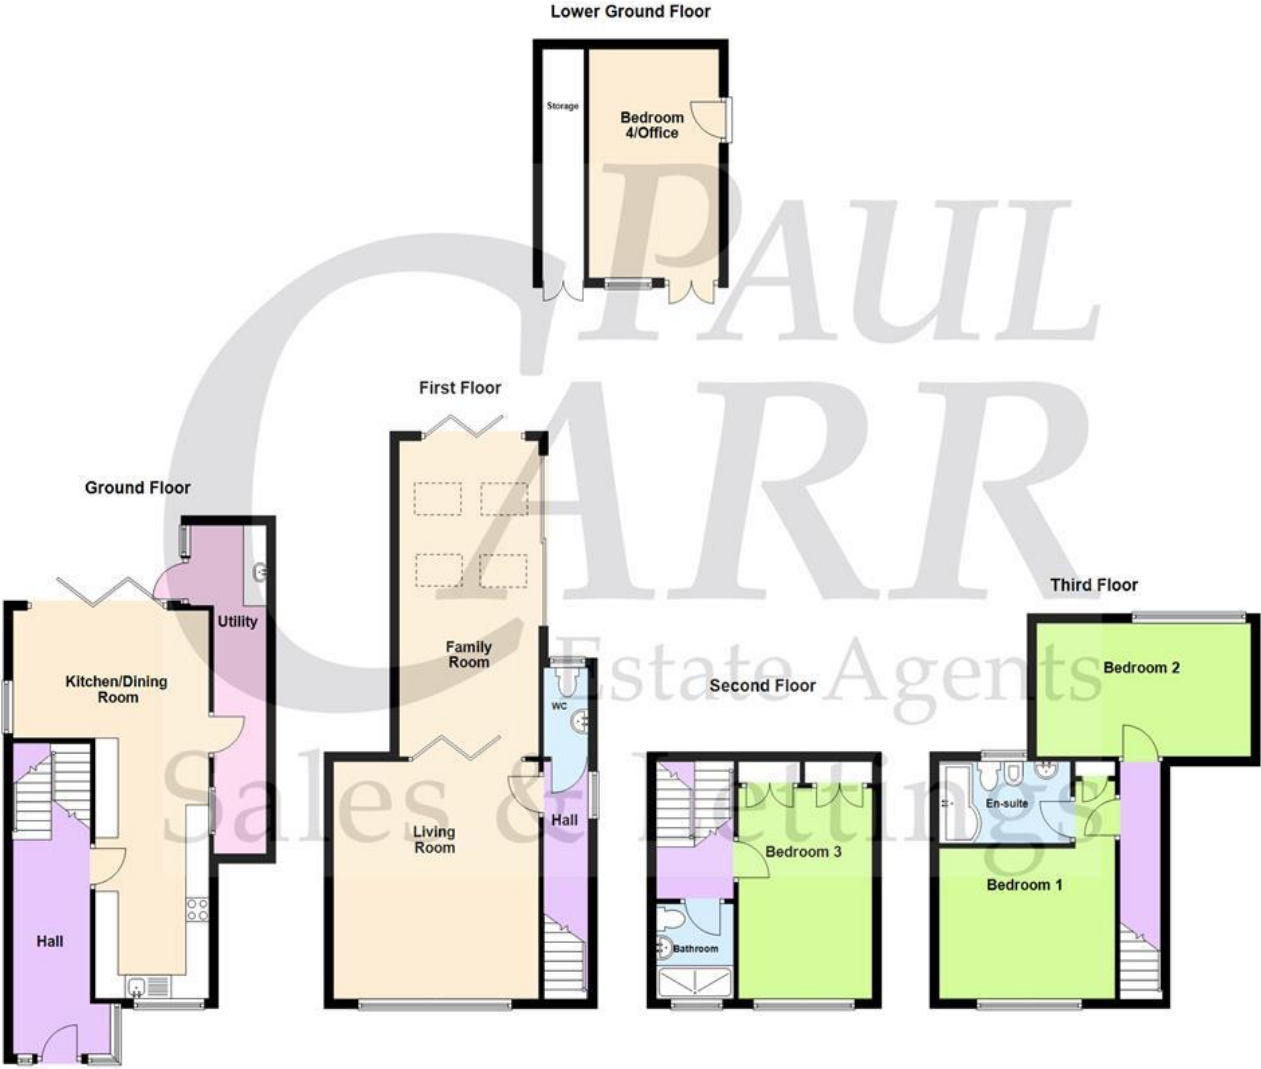 Lower Ground Floor
Storage
Bedroom
4/Office
PAUL
CARR
Estate Agents
Sales & Lettings
First Floor
Family
Room
WC
Living
Room
Hall
Ground Floor
Utility
Kitchen/Dining
Room
Hall
Second Floor
Bedroom 3
Bathroom
Third Floor
Bedroom 2
En-suite
Bedroom 1